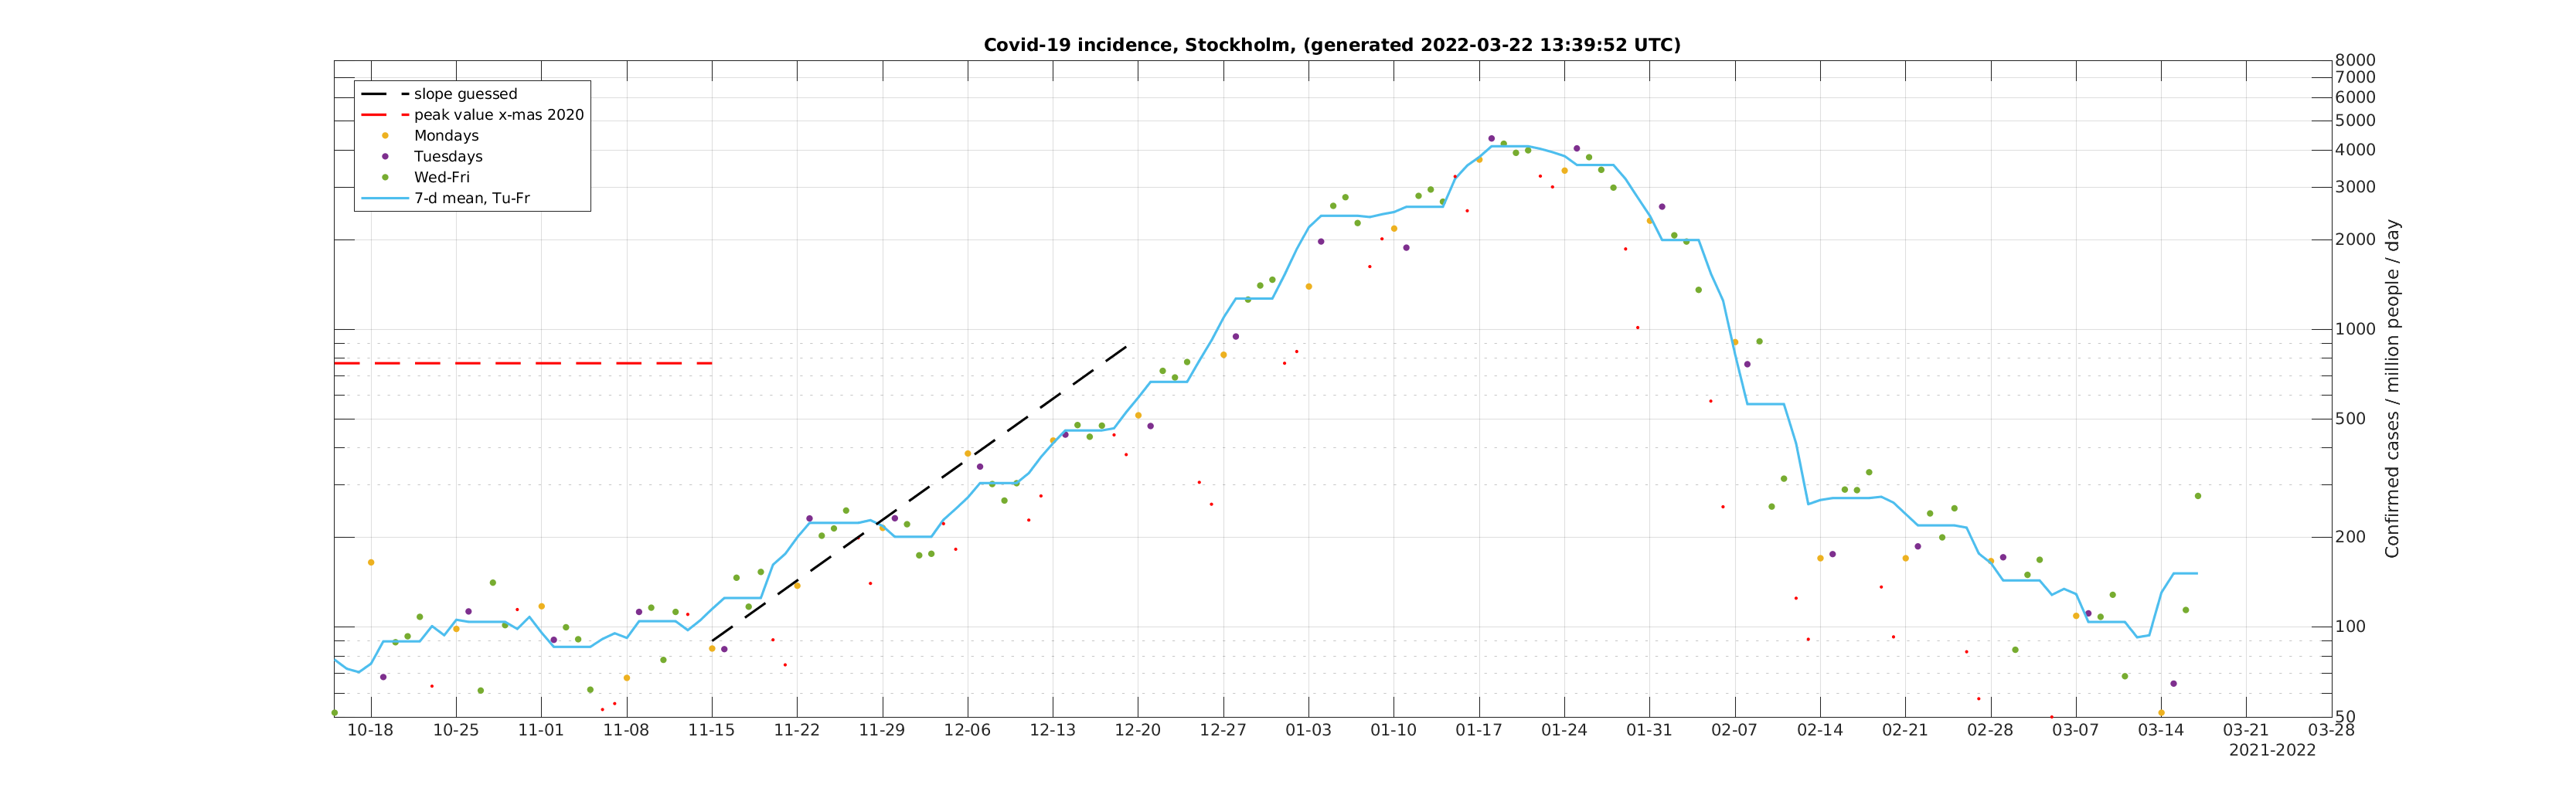 Covid-19 incidence, Stockholm, (generated 2022-03-22 13:39:52 UTC)
slope guessed
peak value x-mas 2020
Mondays
Tuesdays
Wed-Fri
7-d mean, Tu-Fr
8000
7000
6000
5000
4000
3000
2000
1000
500
200
100
50
Confirmed cases / million people / day
10-18 10-25 11-01 11-08 11-15 11-22 11-29 12-06 12-13 12-20 12-27 01-03 01-10 01-17 01-24 01-31 02-07 02-14 02-21 02-28 03-07 03-14 03-21 03-28
2021-2022